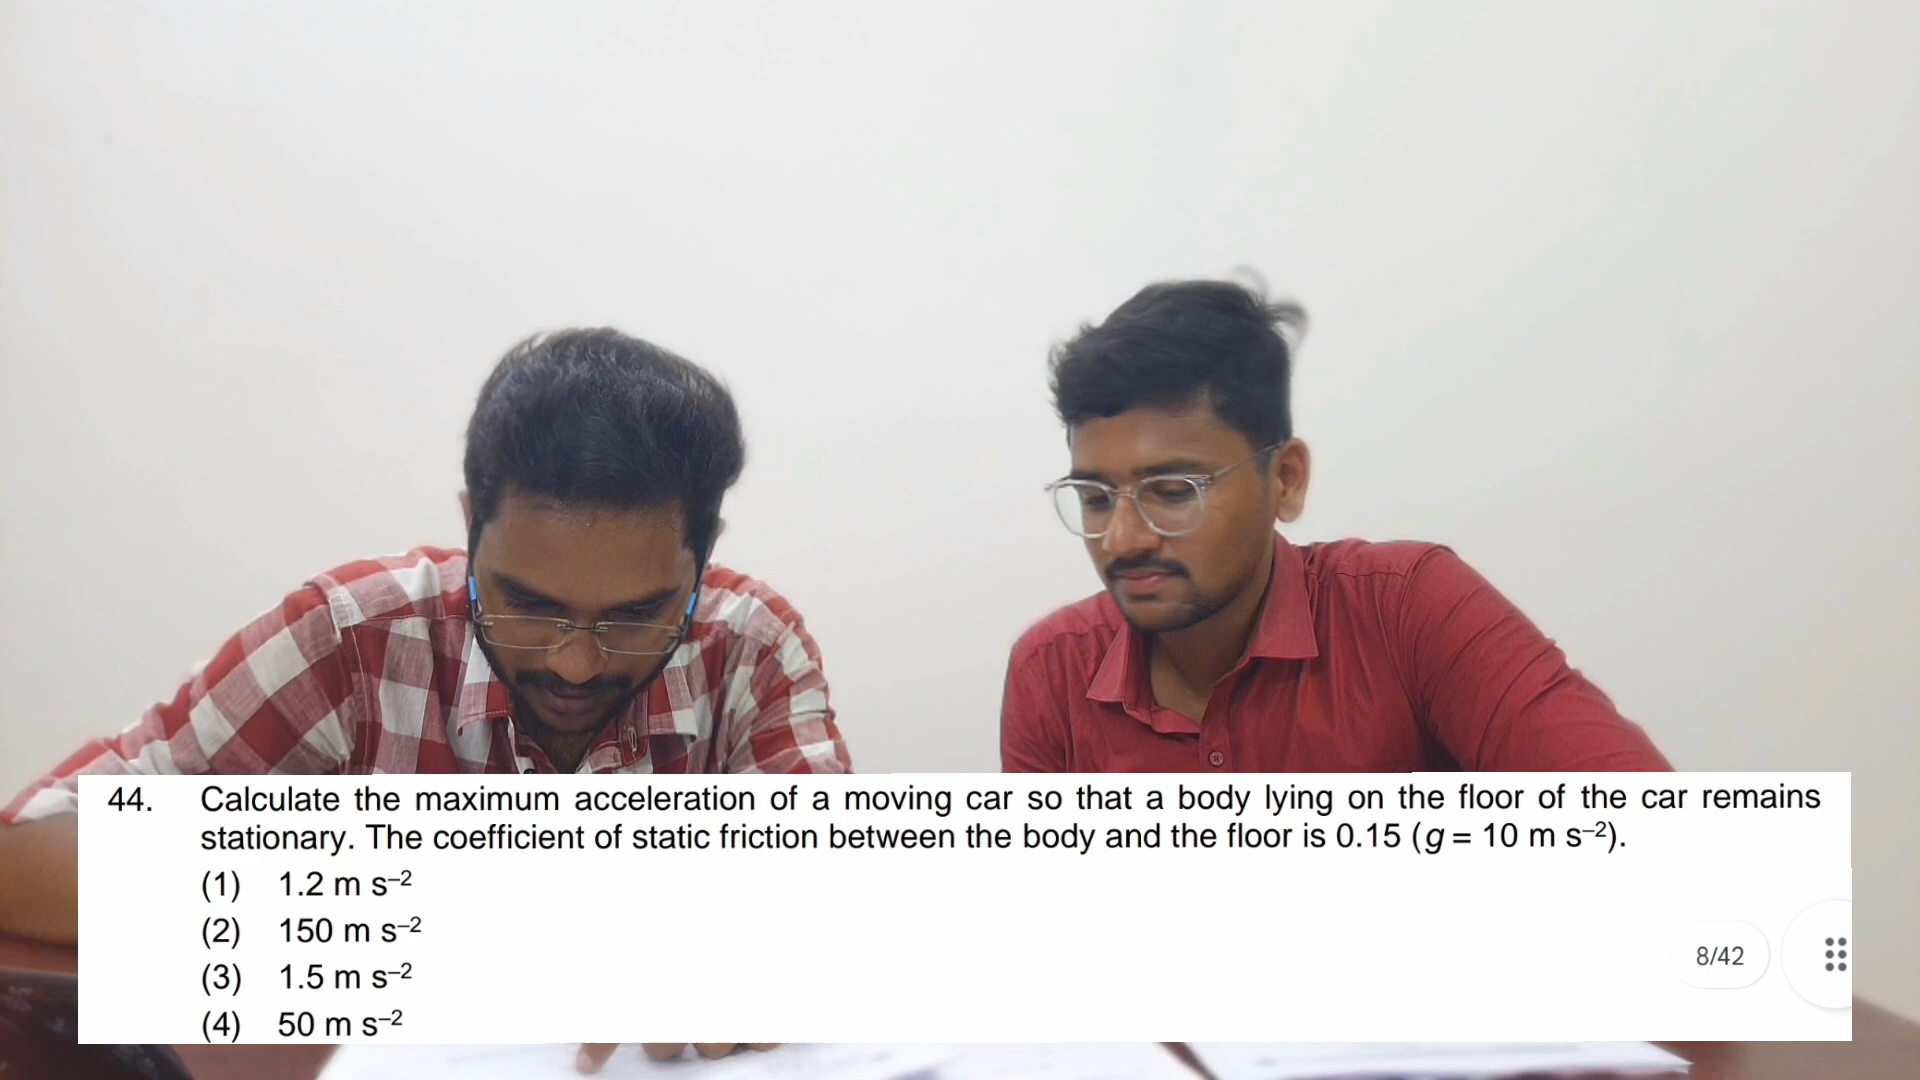 44. Calculate the maximum acceleration of a moving car so that a body lying on the floor of the car remains
stationary. The coefficient of static friction between the body and the floor is 0.15 (g = 10 m s⁻²).
(1) 1.2 m s⁻²
(2) 150 m s⁻²
(3) 1.5 m s⁻²
(4) 50 m s⁻²
8/42